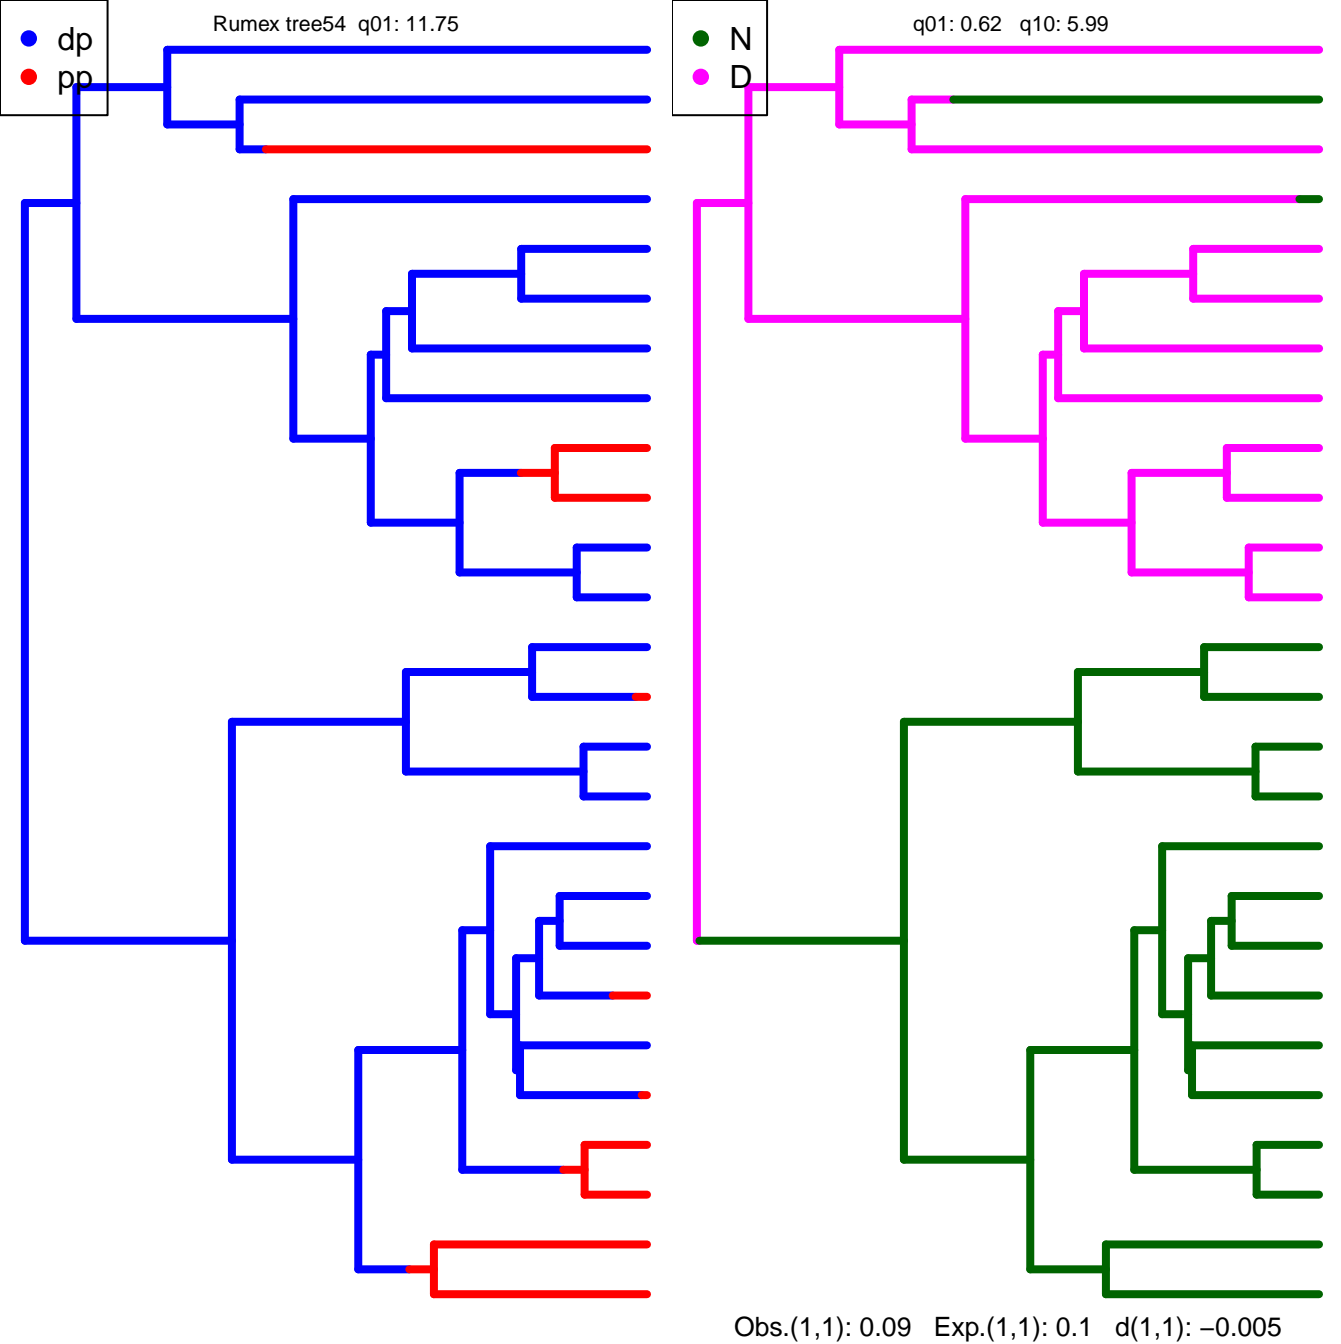 Rumex tree54 q01: 11.75
dp
pp
q01: 0.62 q10: 5.99
N
D
Obs.(1,1): 0.09 Exp.(1,1): 0.1 d(1,1): −0.005